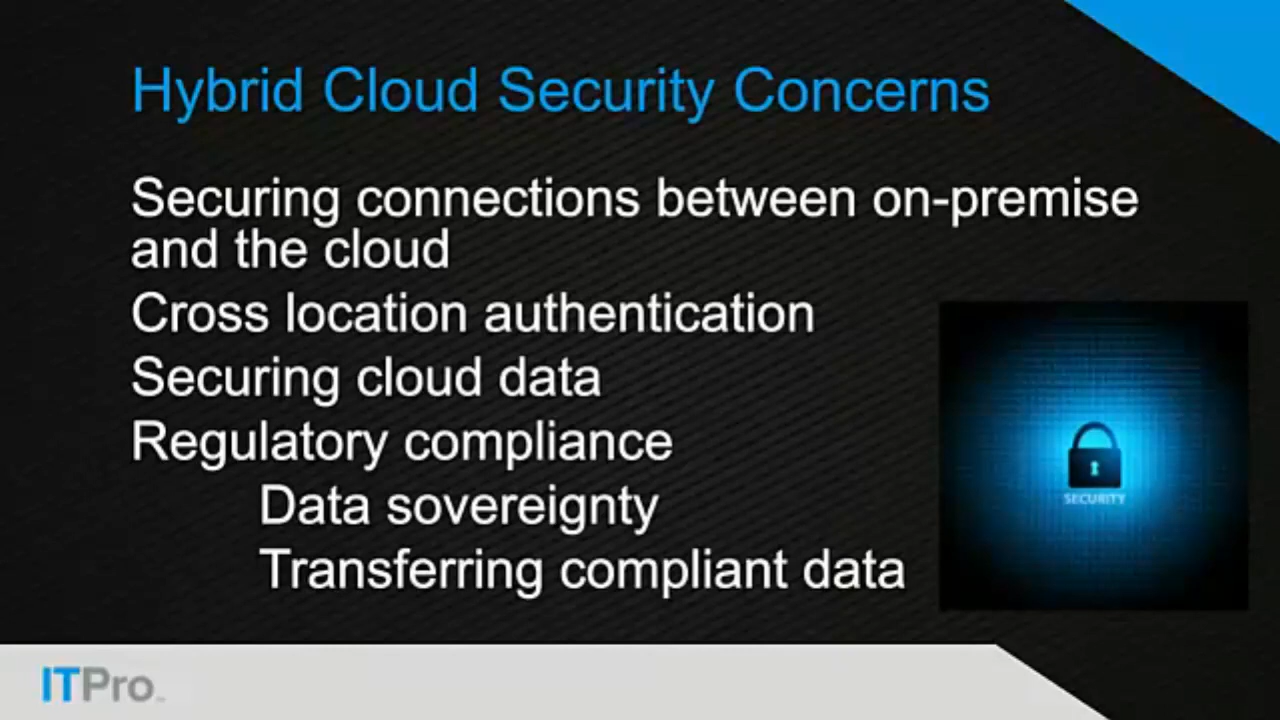 Hybrid Cloud Security Concerns
Securing connections between on-premise
and the cloud
Cross location authentication
Securing cloud data
Regulatory compliance
Data sovereignty
Transferring compliant data
SECURITY
ITPro